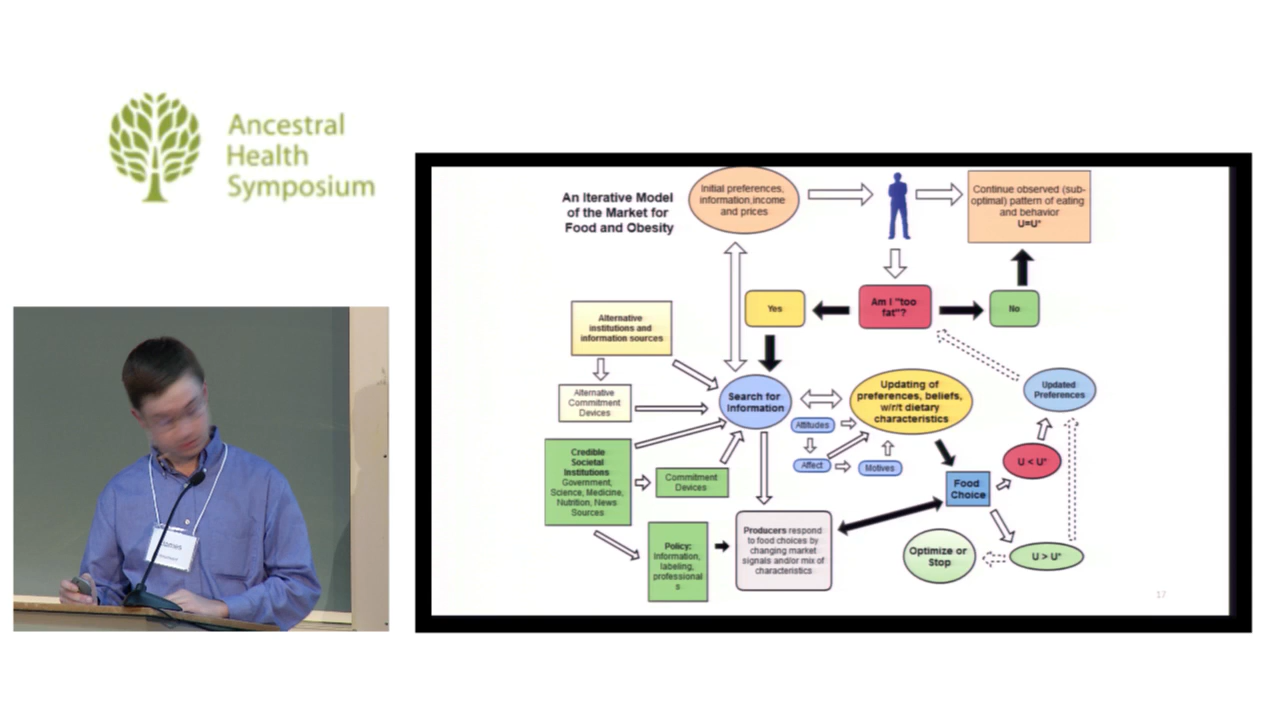 Ancestral
Health
Symposium
An Iterative Model
of the Market for
Food and Obesity
Initial preferences,
information,income
and prices
Continue observed (sub-
optimal) pattern of eating
and behavior
U=U*
Yes
Am I "too
fat"?
No
Alternative
institutions and
information sources
Alternative
Commitment
Devices
Search for
Information
Updating of
preferences, beliefs,
w/r/t dietary
characteristics
Updated
Preferences
Attitudes
Affect
Motives
Credible
Societal
Institutions
Government,
Science, Medicine,
Nutrition, News
Sources
Commitment
Devices
U < U*
Food
Choice
Policy:
Information,
labeling,
professional
s
Producers respond
to food choices by
changing market
signals and/or mix of
characteristics
Optimize or
Stop
U > U*
17
James